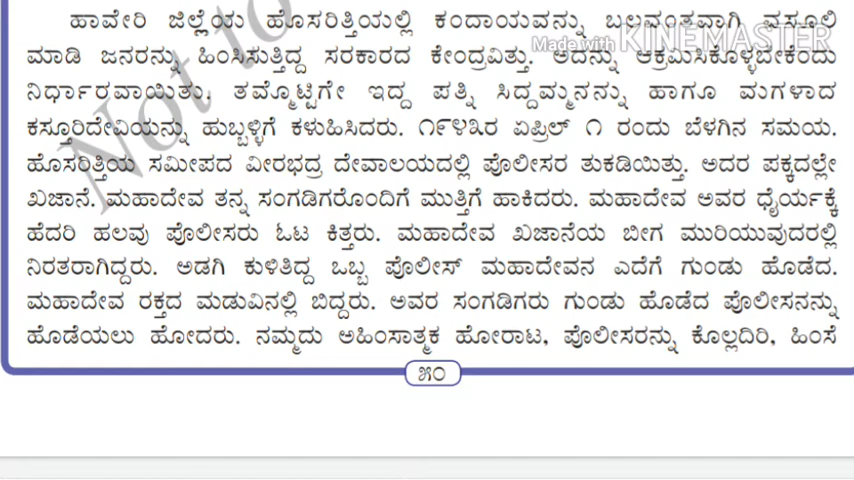 ಹಾವೇರಿ ಜಿಲ್ಲೆಯ ಹೊಸರಿತ್ತಿಯಲ್ಲಿ ಕಂದಾಯವನ್ನು ಬಲವಂತವಾಗಿ ವಸೂಲಿ
Made with KINEMASTER
ಮಾಡಿ ಜನರನ್ನು ಹಿಂಸಿಸುತ್ತಿದ್ದ ಸರಕಾರದ ಕೇಂದ್ರವಿತ್ತು. ಅದನ್ನು ಆಕ್ರಮಿಸಿಕೊಳ್ಳಬೇಕೆಂದು
ನಿರ್ಧಾರವಾಯಿತು. ತಮ್ಮೊಟ್ಟಿಗೇ ಇದ್ದ ಪತ್ನಿ ಸಿದ್ದಮ್ಮನನ್ನು ಹಾಗೂ ಮಗಳಾದ
ಕಸ್ತೂರಿದೇವಿಯನ್ನು ಹುಬ್ಬಳ್ಳಿಗೆ ಕಳುಹಿಸಿದರು. ೧೯೪೩ರ ಏಪ್ರಿಲ್ ೧ ರಂದು ಬೆಳಗಿನ ಸಮಯ.
ಹೊಸರಿತ್ತಿಯ ಸಮೀಪದ ವೀರಭದ್ರ ದೇವಾಲಯದಲ್ಲಿ ಪೊಲೀಸರ ತುಕಡಿಯಿತ್ತು. ಅದರ ಪಕ್ಕದಲ್ಲೇ
ಖಜಾನೆ. ಮಹಾದೇವ ತನ್ನ ಸಂಗಡಿಗರೊಂದಿಗೆ ಮುತ್ತಿಗೆ ಹಾಕಿದರು. ಮಹಾದೇವ ಅವರ ಧೈರ್ಯಕ್ಕೆ
ಹೆದರಿ ಹಲವು ಪೊಲೀಸರು ಓಟ ಕಿತ್ತರು. ಮಹಾದೇವ ಖಜಾನೆಯ ಬೀಗ ಮುರಿಯುವುದರಲ್ಲಿ
ನಿರತರಾಗಿದ್ದರು. ಅಡಗಿ ಕುಳಿತಿದ್ದ ಒಬ್ಬ ಪೊಲೀಸ್ ಮಹಾದೇವನ ಎದೆಗೆ ಗುಂಡು ಹೊಡೆದ.
ಮಹಾದೇವ ರಕ್ತದ ಮಡುವಿನಲ್ಲಿ ಬಿದ್ದರು. ಅವರ ಸಂಗಡಿಗರು ಗುಂಡು ಹೊಡೆದ ಪೊಲೀಸನನ್ನು
ಹೊಡೆಯಲು ಹೋದರು. ನಮ್ಮದು ಅಹಿಂಸಾತ್ಮಕ ಹೋರಾಟ, ಪೊಲೀಸರನ್ನು ಕೊಲ್ಲದಿರಿ, ಹಿಂಸೆ
೫೦
Not to